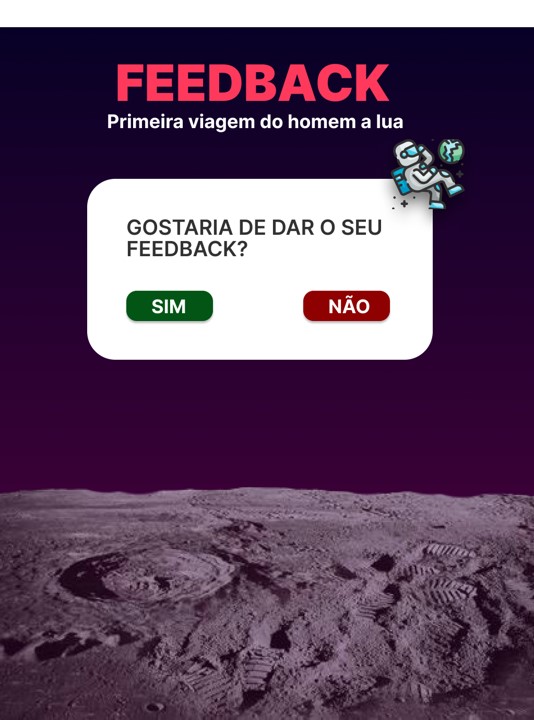 FEEDBACK
Primeira viagem do homem a lua
GOSTARIA DE DAR O SEU
FEEDBACK?
SIM
NÃO